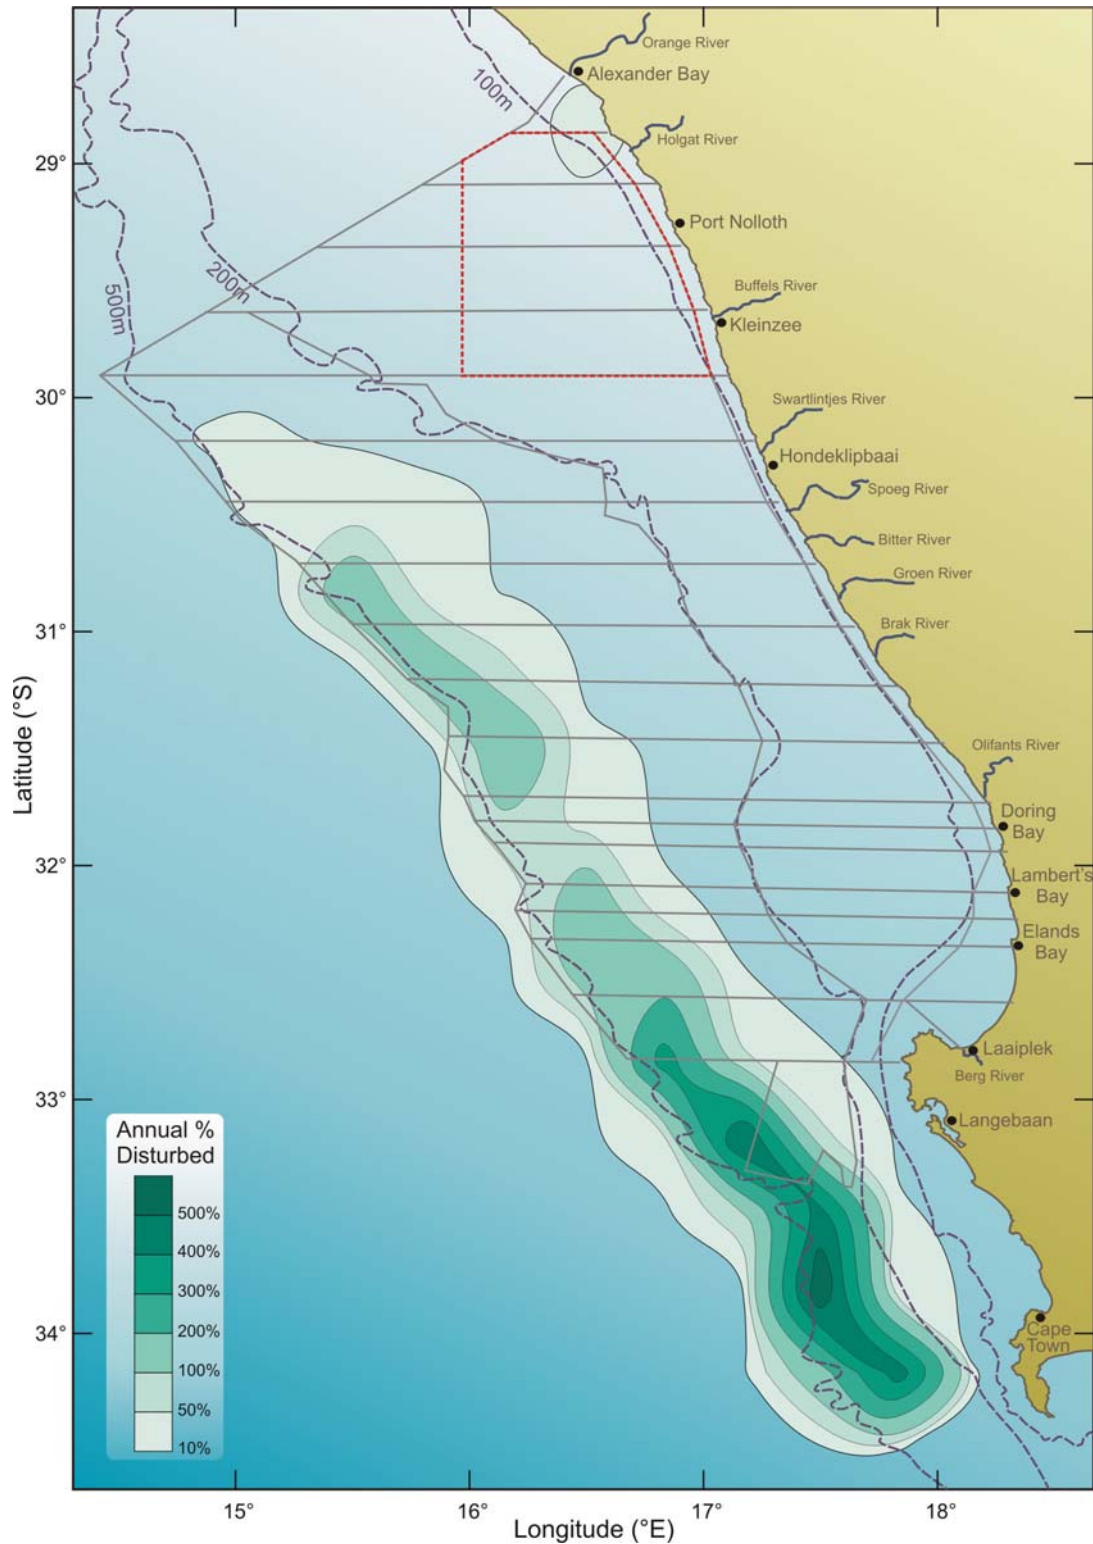 Orange River
Alexander Bay
100m
Holgat River
29°
Port Nolloth
200m
500m
Buffels River
Kleinzee
30°
Swartlintjes River
Hondeklipbaai
Spoeg River
Bitter River
Groen River
31°
Brak River
Latitude (°S)
Olifants River
Doring
Bay
32°
Lambert's
Bay
Elands
Bay
Laaiplek
Berg River
33°
Langebaan
Annual %
Disturbed
500%
400%
300%
200%
100%
50%
10%
34°
Cape
Town
15°
16°
17°
18°
Longitude (°E)